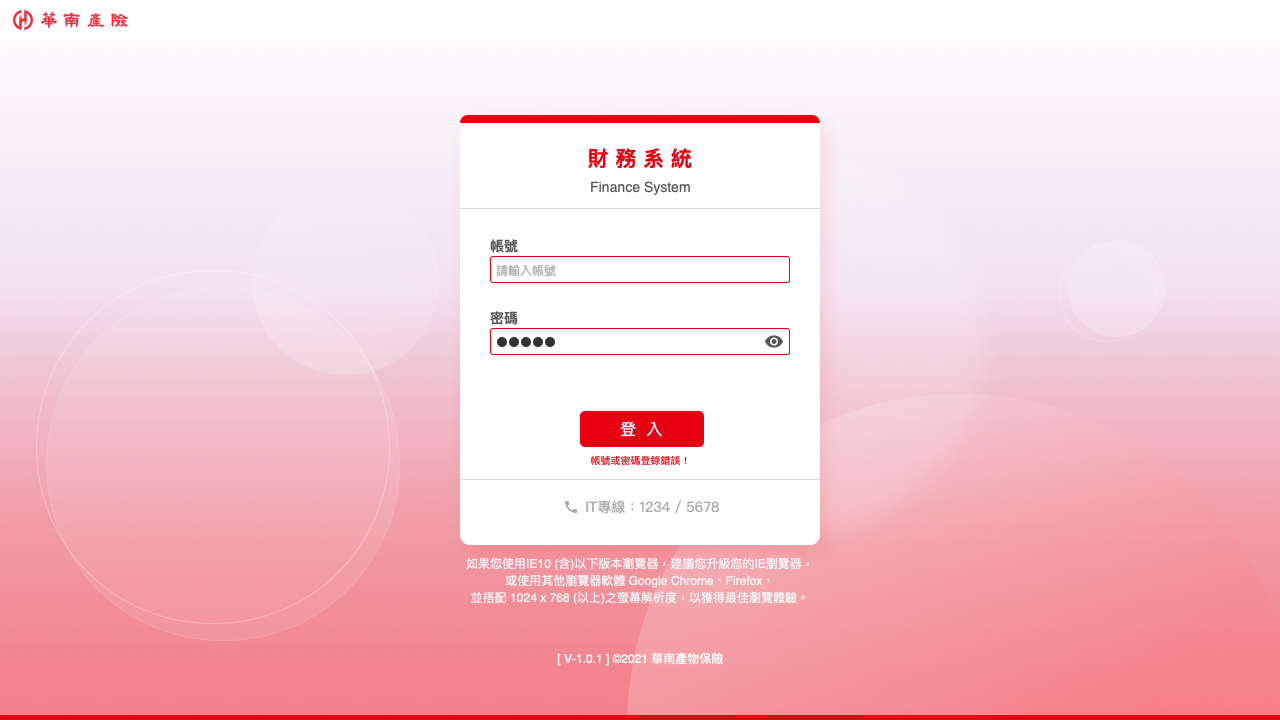 華南產險
財務系統
Finance System
帳號
請輸入帳號
密碼
登入
帳號或密碼登錄錯誤！
IT專線：1234 / 5678
如果您使用IE10 (含)以下版本瀏覽器，建議您升級您的IE瀏覽器，
或使用其他瀏覽器軟體 Google Chrome、Firefox，
並搭配 1024 x 768 (以上)之螢幕解析度，以獲得最佳瀏覽體驗。
[ V-1.0.1 ] ©2021 華南產物保險